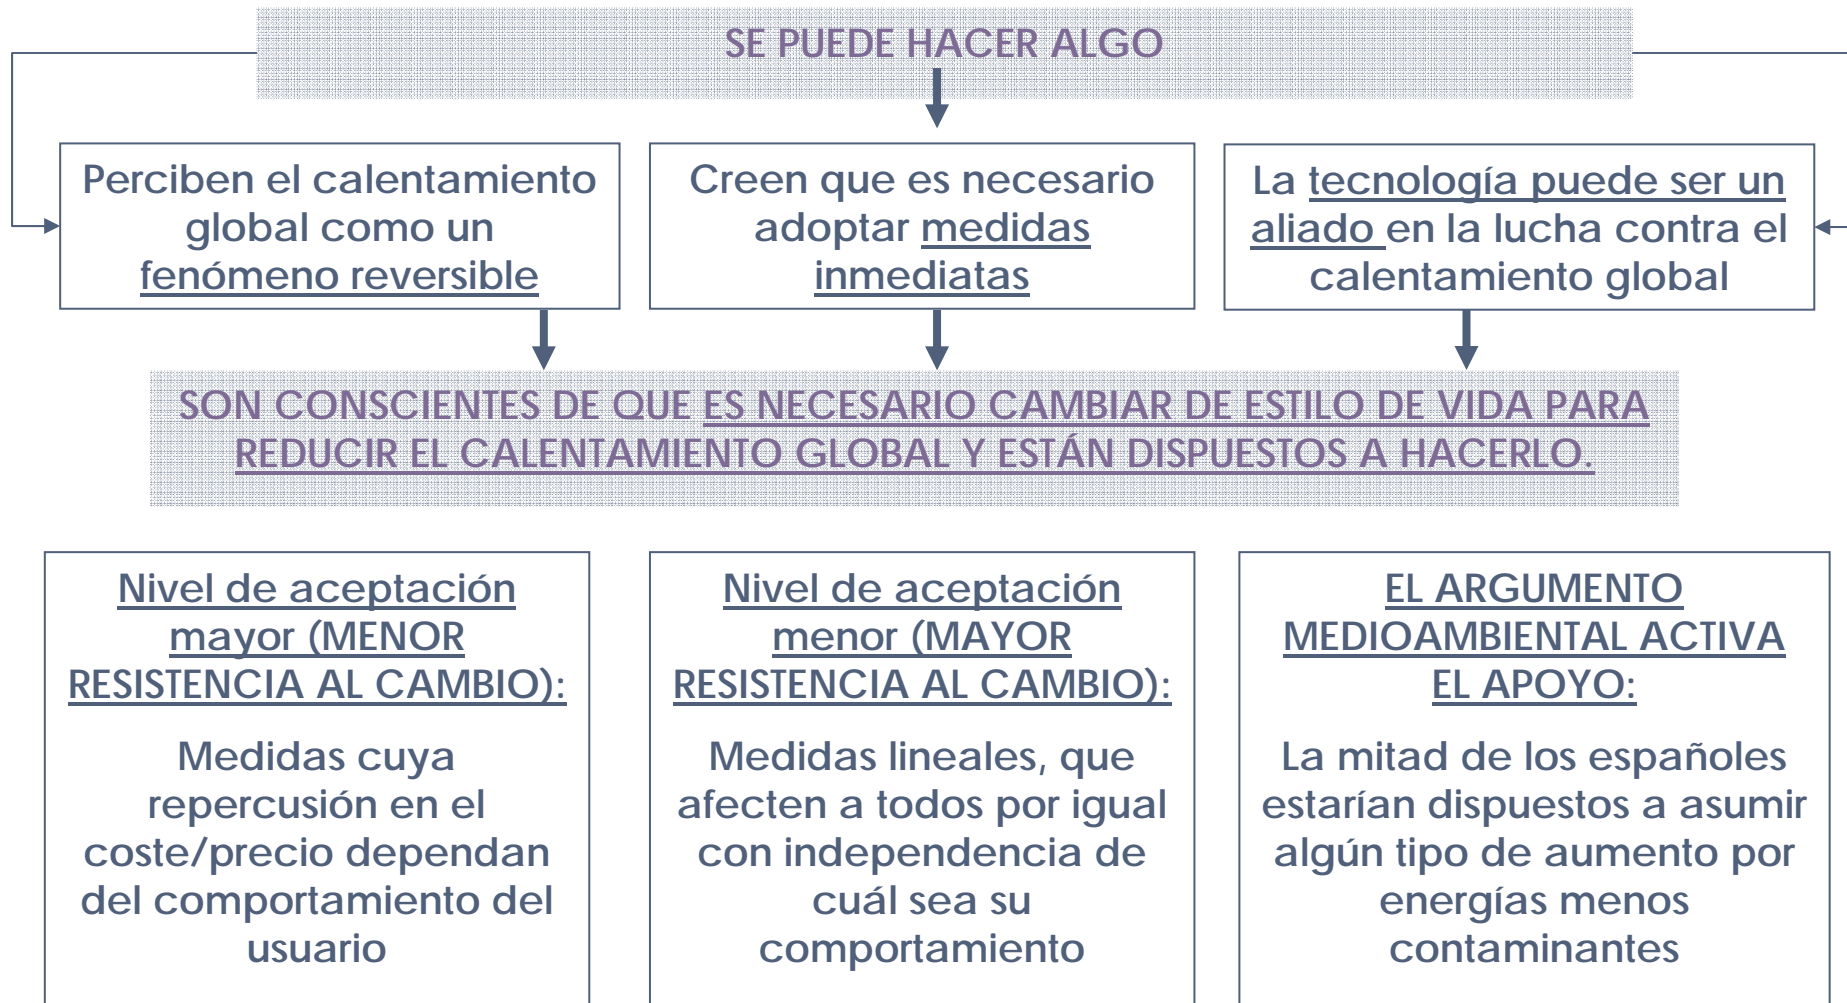 SE PUEDE HACER ALGO
Perciben el calentamiento
global como un
fenómeno reversible
Creen que es necesario
adoptar medidas
inmediatas
La tecnología puede ser un
aliado en la lucha contra el
calentamiento global
SON CONSCIENTES DE QUE ES NECESARIO CAMBIAR DE ESTILO DE VIDA PARA
REDUCIR EL CALENTAMIENTO GLOBAL Y ESTÁN DISPUESTOS A HACERLO.
Nivel de aceptación
mayor (MENOR
RESISTENCIA AL CAMBIO):
Medidas cuya
repercusión en el
coste/precio dependan
del comportamiento del
usuario
Nivel de aceptación
menor (MAYOR
RESISTENCIA AL CAMBIO):
Medidas lineales, que
afecten a todos por igual
con independencia de
cuál sea su
comportamiento
EL ARGUMENTO
MEDIOAMBIENTAL ACTIVA
EL APOYO:
La mitad de los españoles
estarían dispuestos a asumir
algún tipo de aumento por
energías menos
contaminantes